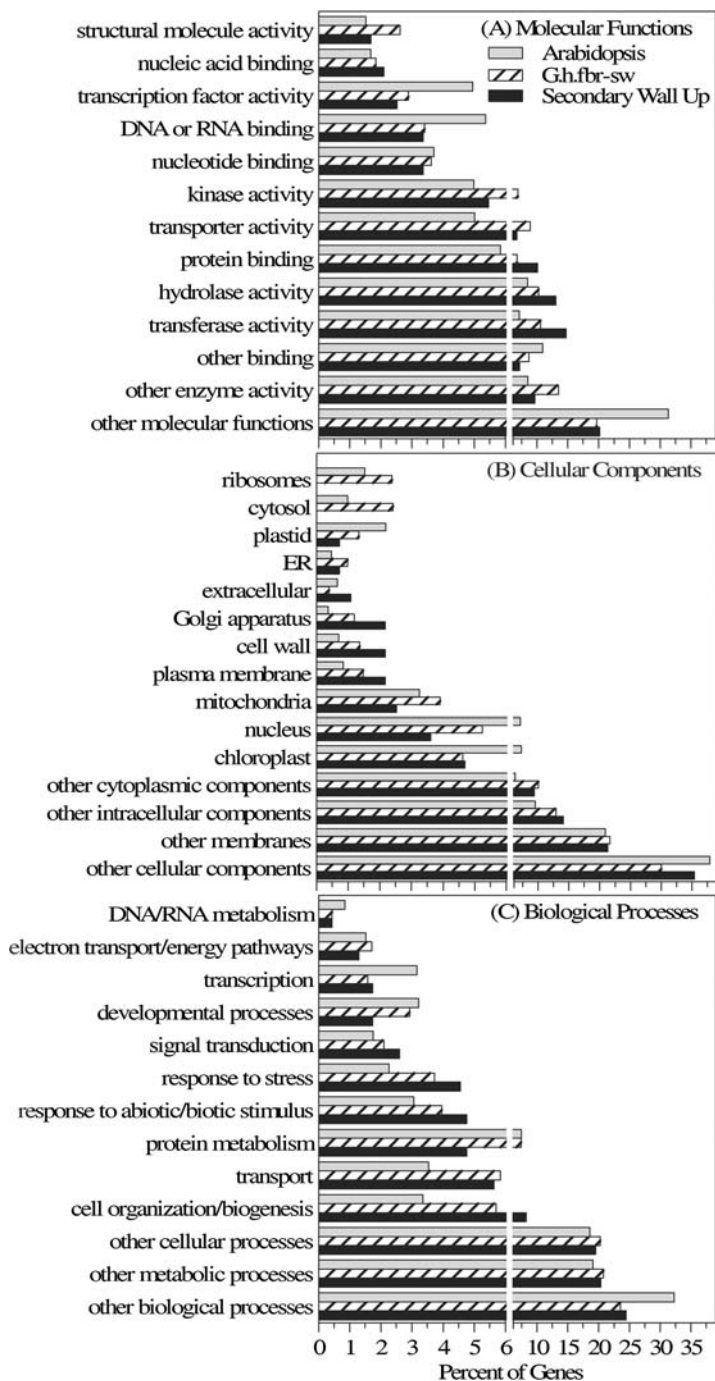 (A) Molecular Functions
Arabidopsis
G.h.fbr-sw
Secondary Wall Up
structural molecule activity
nucleic acid binding
transcription factor activity
DNA or RNA binding
nucleotide binding
kinase activity
transporter activity
protein binding
hydrolase activity
transferase activity
other binding
other enzyme activity
other molecular functions
(B) Cellular Components
ribosomes
cytosol
plastid
ER
extracellular
Golgi apparatus
cell wall
plasma membrane
mitochondria
nucleus
chloroplast
other cytoplasmic components
other intracellular components
other membranes
other cellular components
(C) Biological Processes
DNA/RNA metabolism
electron transport/energy pathways
transcription
developmental processes
signal transduction
response to stress
response to abiotic/biotic stimulus
protein metabolism
transport
cell organization/biogenesis
other cellular processes
other metabolic processes
other biological processes
0 1 2 3 4 5 6 10 15 20 25 30 35
Percent of Genes